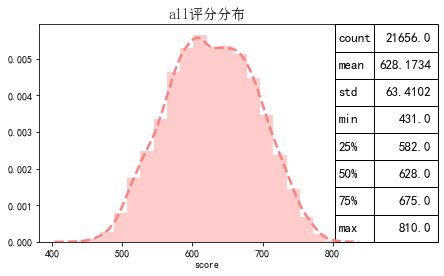 all评分分布
0.005
0.004
0.003
0.002
0.001
0.000
400 500 600 700 800
score
count 21656.0
mean 628.1734
std 63.4102
min 431.0
25% 582.0
50% 628.0
75% 675.0
max 810.0